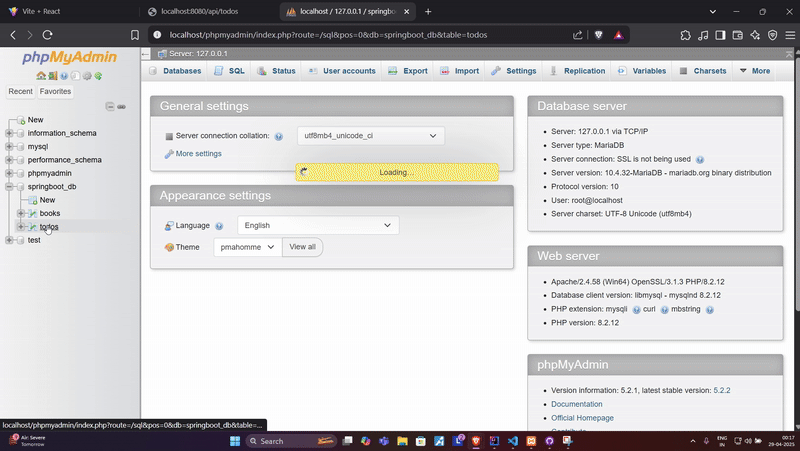 Vite + React
localhost:8080/api/todos
localhost / 127.0.0.1 / springboo
localhost/phpmyadmin/index.php?route=/sql&pos=0&db=springboot_db&table=todos
phpMyAdmin
Recent
Favorites
New
information_schema
mysql
performance_schema
phpmyadmin
springboot_db
New
books
todos
test
Server: 127.0.0.1
Databases
SQL
Status
User accounts
Export
Import
Settings
Replication
Variables
Charsets
More
General settings
Server connection collation:
utf8mb4_unicode_ci
More settings
Loading...
Appearance settings
Language
English
Theme
pmahomme
View all
Database server
Server: 127.0.0.1 via TCP/IP
Server type: MariaDB
Server connection: SSL is not being used
Server version: 10.4.32-MariaDB - mariadb.org binary distribution
Protocol version: 10
User: root@localhost
Server charset: UTF-8 Unicode (utf8mb4)
Web server
Apache/2.4.58 (Win64) OpenSSL/3.1.3 PHP/8.2.12
Database client version: libmysql - mysqlnd 8.2.12
PHP extension: mysqli curl mbstring
PHP version: 8.2.12
phpMyAdmin
Version information: 5.2.1, latest stable version: 5.2.2
Documentation
Official Homepage
localhost/phpmyadmin/index.php?route=/sql&pos=0&db=springboot_db&table=...
Air: Severe
Tomorrow
Search
ENG
IN
00:17
29-04-2025